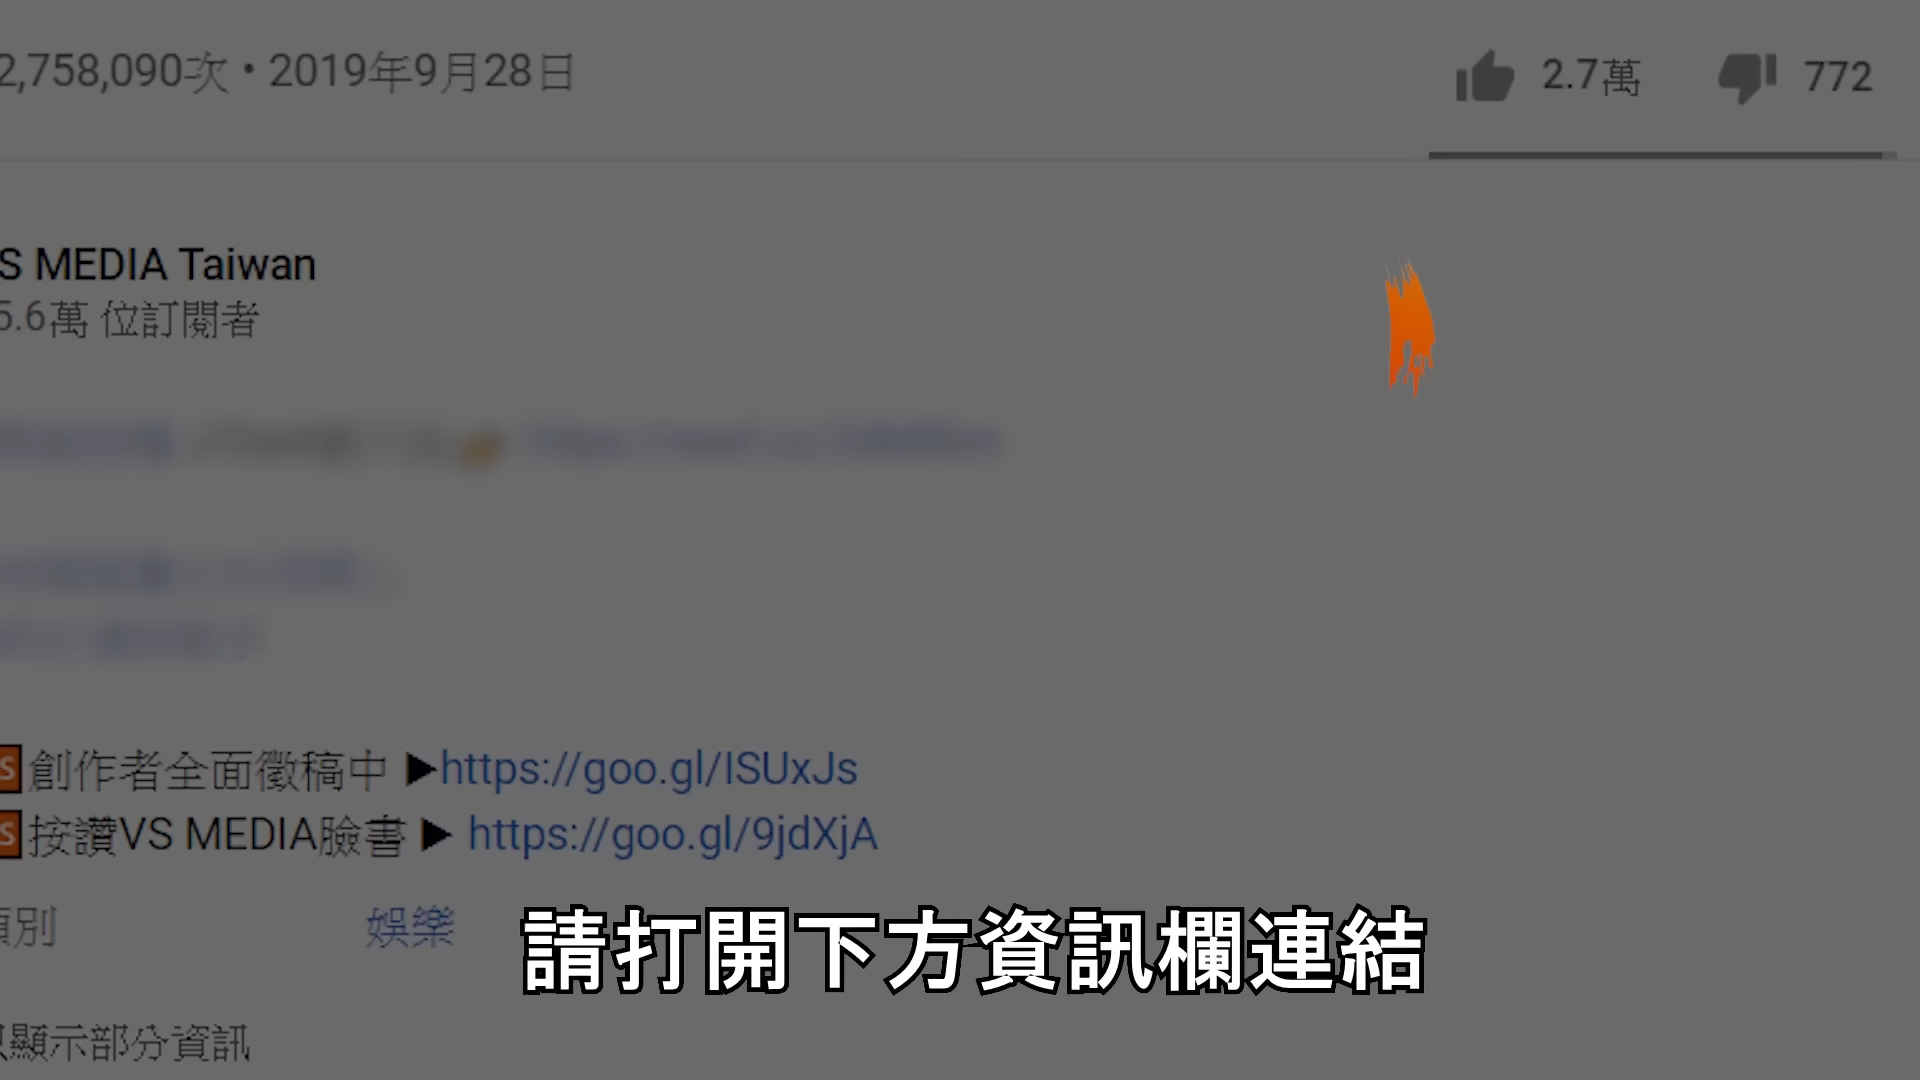 2,758,090次 • 2019年9月28日
2.7萬
772
S MEDIA Taiwan
5.6萬 位訂閱者
S創作者全面徵稿中 ▶https://goo.gl/ISUxJs
S按讚VS MEDIA臉書 ▶ https://goo.gl/9jdXjA
類別 娛樂
請打開下方資訊欄連結
只顯示部分資訊